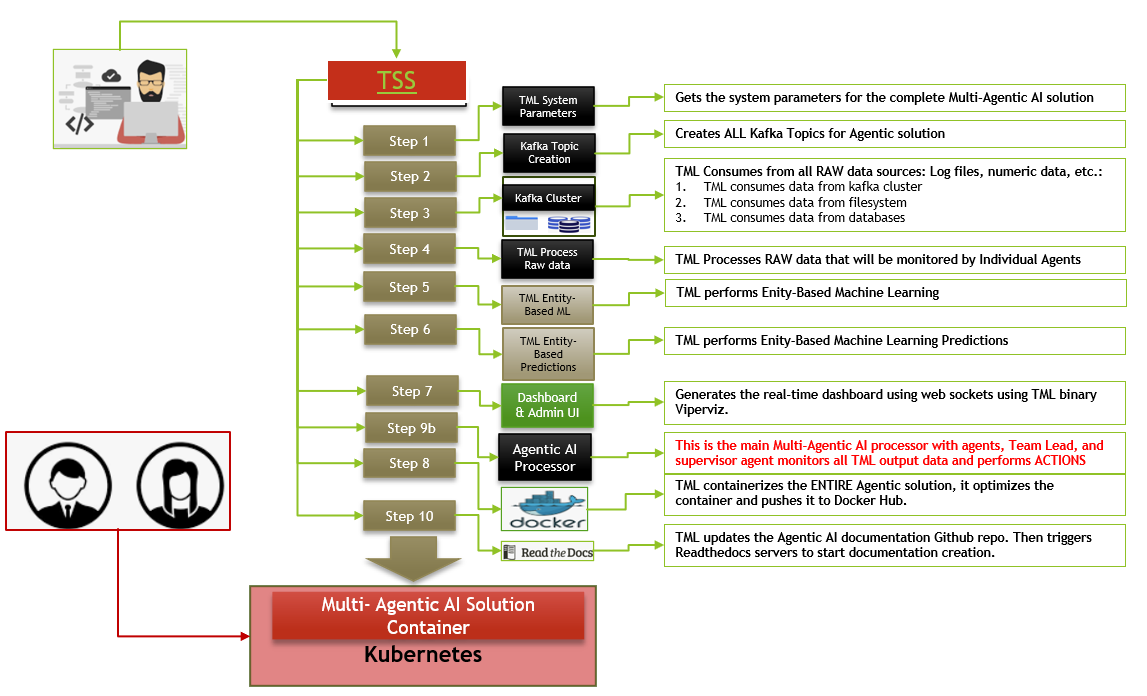 TSS
TML System
Parameters
Gets the system parameters for the complete Multi-Agentic AI solution
Step 1
Kafka Topic
Creation
Creates ALL Kafka Topics for Agentic solution
Step 2
TML Consumes from all RAW data sources: Log files, numeric data, etc.:
1. TML consumes data from kafka cluster
2. TML consumes data from filesystem
3. TML consumes data from databases
Kafka Cluster
Step 3
Step 4
TML Process
Raw data
TML Processes RAW data that will be monitored by Individual Agents
Step 5
TML Entity-
Based ML
TML performs Enity-Based Machine Learning
Step 6
TML Entity-
Based
Predictions
TML performs Enity-Based Machine Learning Predictions
Step 7
Dashboard
& Admin UI
Generates the real-time dashboard using web sockets using TML binary
Viperviz.
Step 9b
Agentic AI
Processor
This is the main Multi-Agentic AI processor with agents, Team Lead, and
supervisor agent monitors all TML output data and performs ACTIONS
Step 8
docker
TML containerizes the ENTIRE Agentic solution, it optimizes the
container and pushes it to Docker Hub.
Step 10
Read the Docs
TML updates the Agentic AI documentation Github repo. Then triggers
Readthedocs servers to start documentation creation.
Multi- Agentic AI Solution
Container
Kubernetes